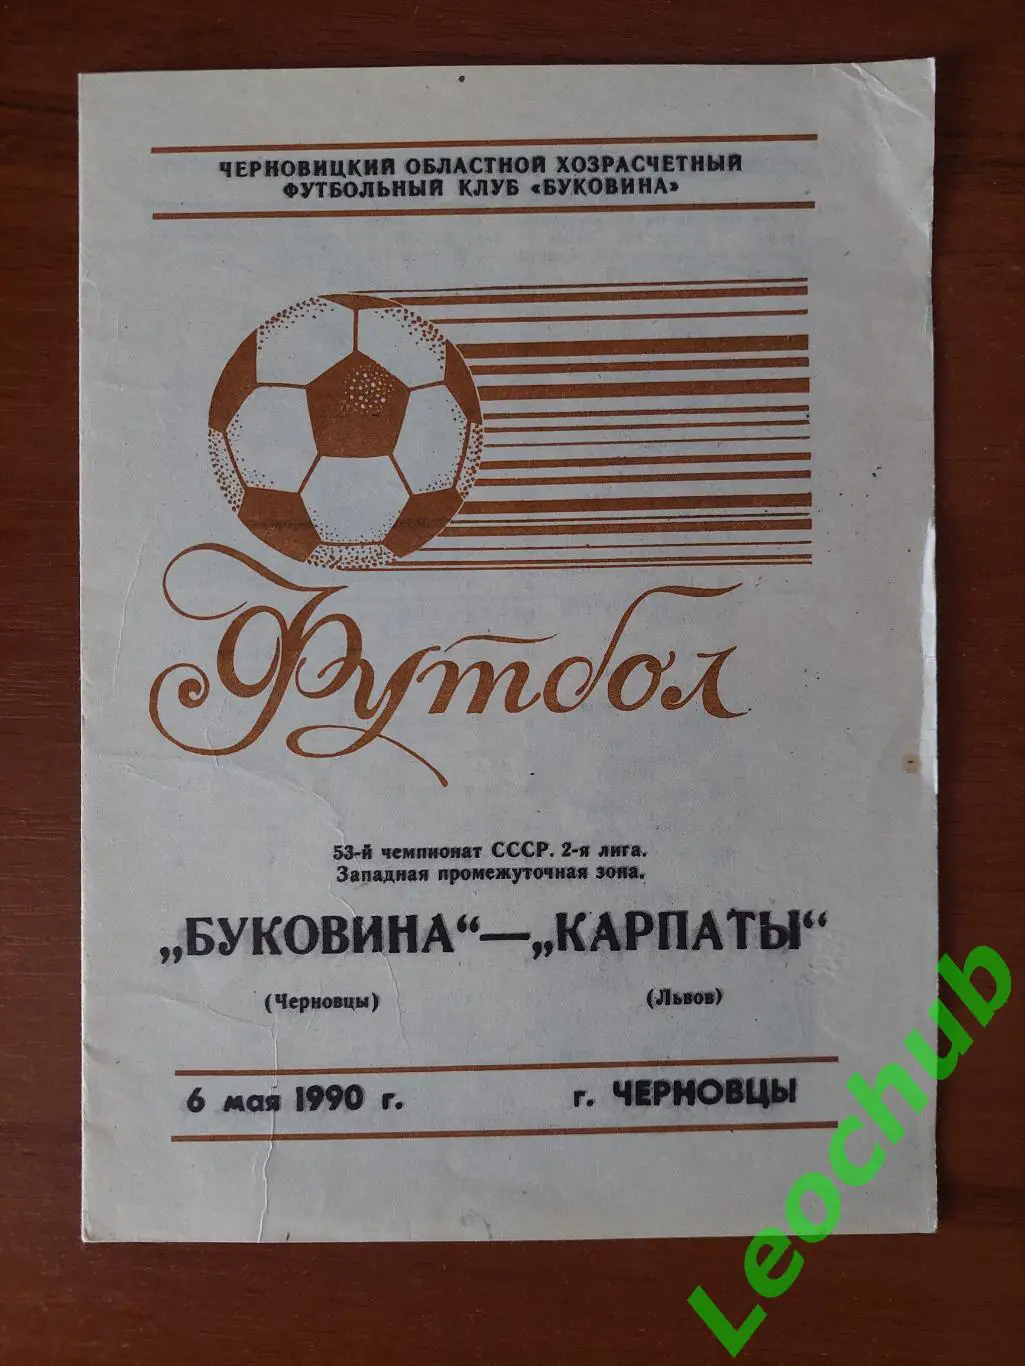 ЧЕРНОВИЦКИЙ ОБЛАСТНОЙ ХОЗРАСЧЕТНЫЙ
ФУТБОЛЬНЫЙ КЛУБ «БУКОВИНА»
Футбол
53-й чемпионат СССР. 2-я лига.
Западная промежуточная зона.
„БУКОВИНА“—„КАРПАТЫ“
(Черновцы) (Львов)
6 мая 1990 г. г. ЧЕРНОВЦЫ
Leochub